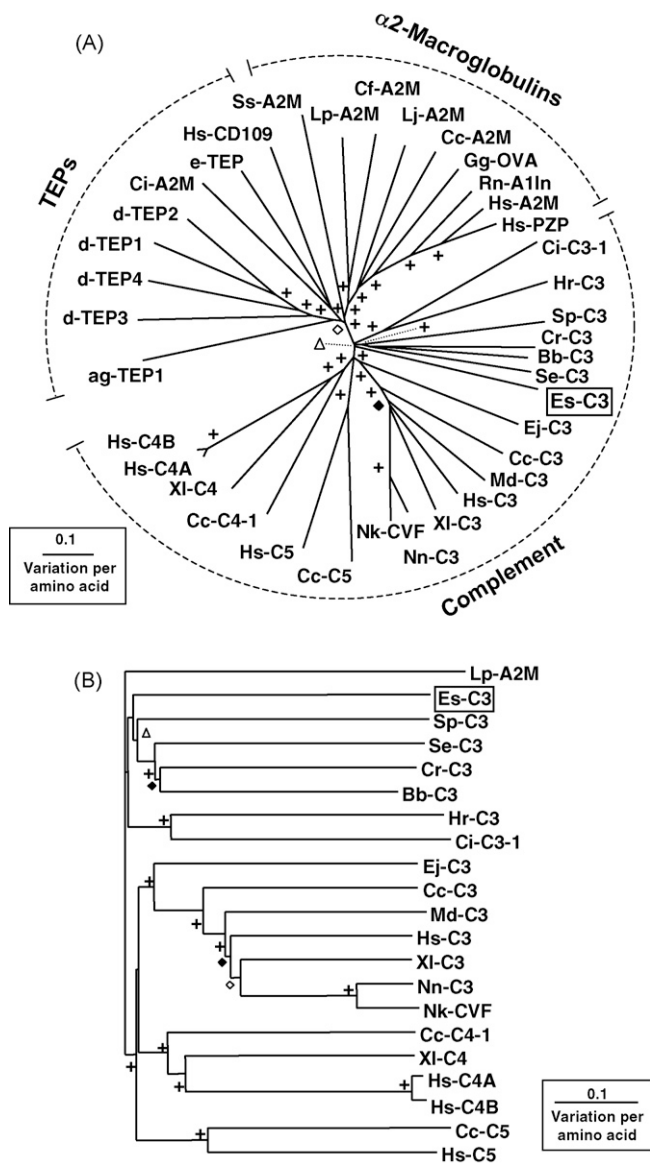 (A)
α2-Macroglobulins
TEPs
Complement
Cf-A2M
Ss-A2M
Lp-A2M
Lj-A2M
Hs-CD109
Cc-A2M
e-TEP
Gg-OVA
Ci-A2M
Rn-A1In
d-TEP2
Hs-A2M
Hs-PZP
d-TEP1
Ci-C3-1
d-TEP4
Hr-C3
d-TEP3
Sp-C3
Cr-C3
ag-TEP1
Bb-C3
Se-C3
Es-C3
Ej-C3
Hs-C4B
Cc-C3
Hs-C4A
Md-C3
Xl-C4
Hs-C3
Cc-C4-1
Xl-C3
Nk-CVF
Hs-C5
Nn-C3
Cc-C5
0.1
Variation per
amino acid
(B)
Lp-A2M
Es-C3
Sp-C3
Se-C3
Cr-C3
Bb-C3
Hr-C3
Ci-C3-1
Ej-C3
Cc-C3
Md-C3
Hs-C3
Xl-C3
Nn-C3
Nk-CVF
Cc-C4-1
Xl-C4
Hs-C4A
Hs-C4B
Cc-C5
Hs-C5
0.1
Variation per
amino acid